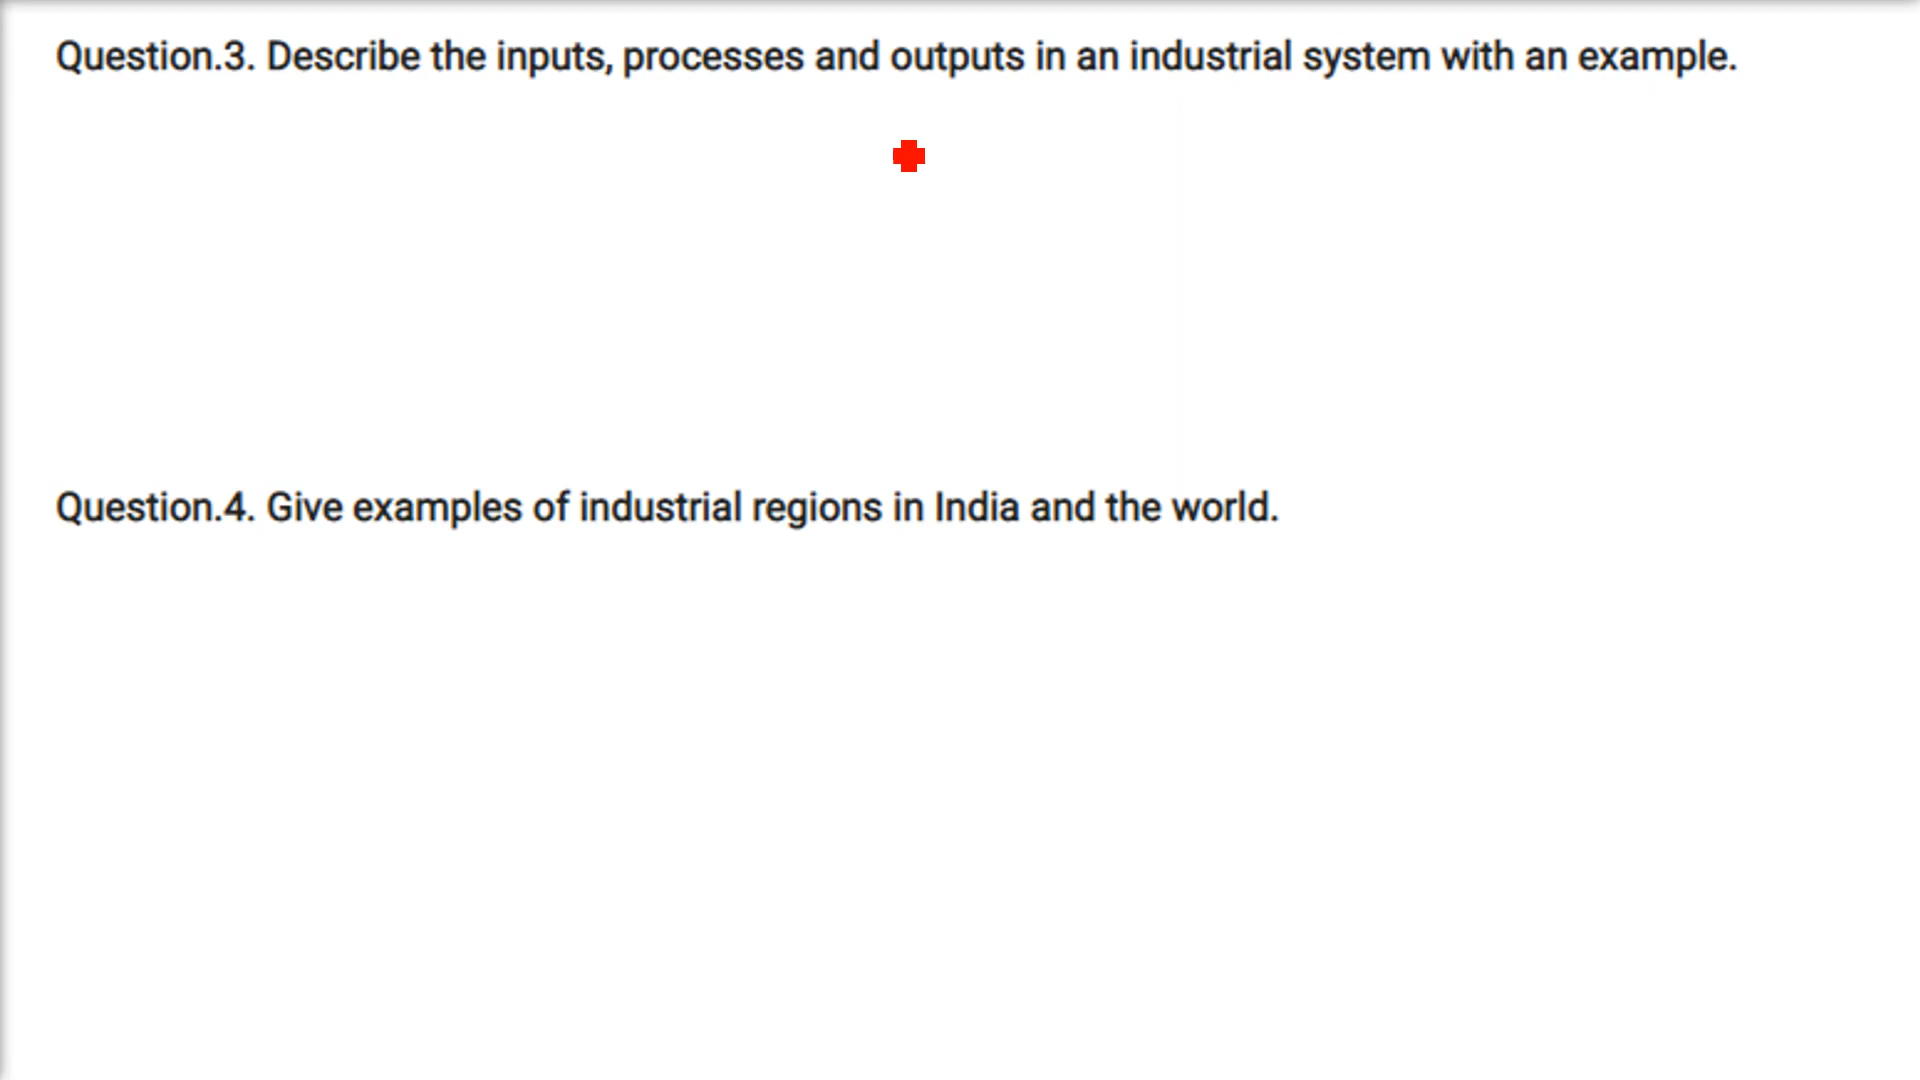 Question.3. Describe the inputs, processes and outputs in an industrial system with an example.
Question.4. Give examples of industrial regions in India and the world.